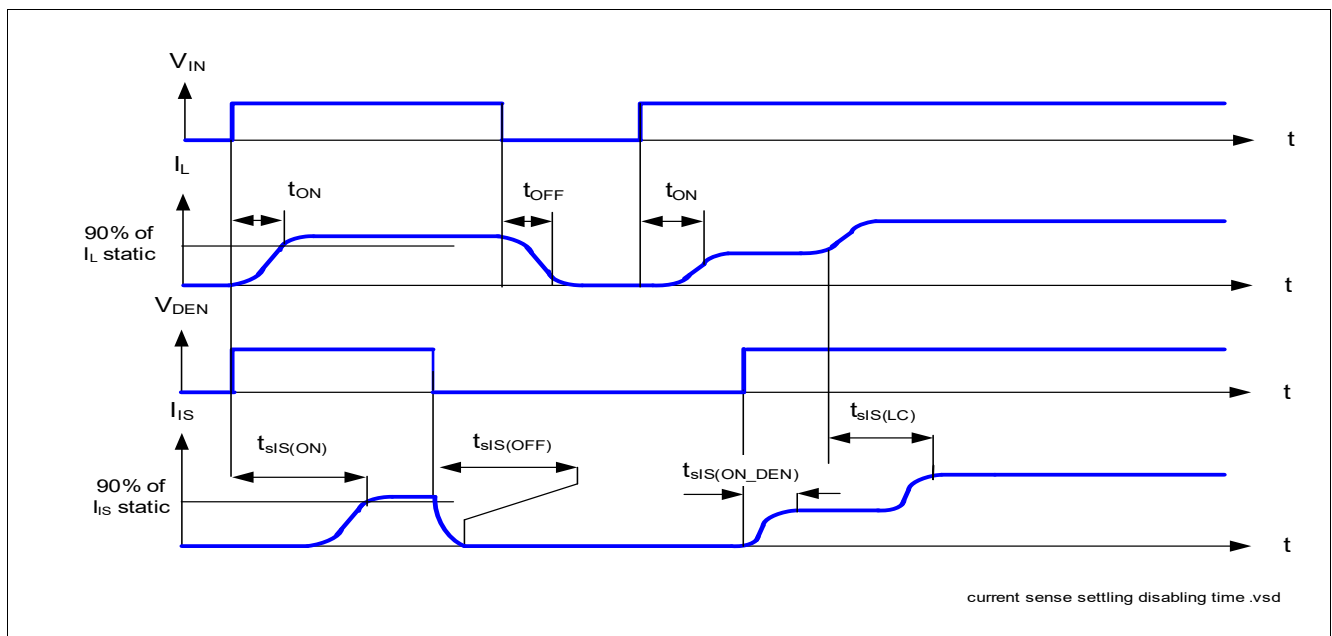 VIN
t
IL
tON
tOFF
tON
90% of
IL static
t
VDEN
t
IIS
tsIS(ON)
tsIS(OFF)
tsIS(LC)
tsIS(ON_DEN)
90% of
IIS static
t
current sense settling disabling time .vsd